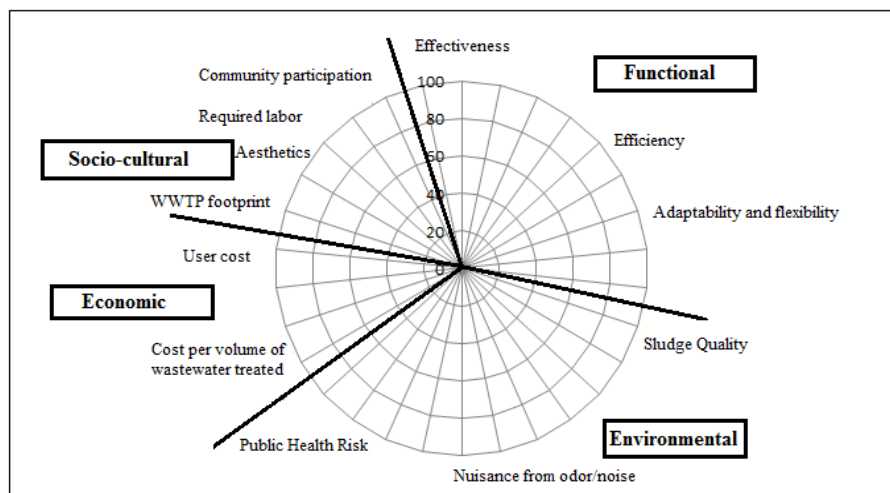 Effectiveness
Functional
Community participation
100
Required labor
80
Efficiency
Socio-cultural
Aesthetics
60
WWTP footprint
40
Adaptability and flexibility
User cost
20
0
Economic
Sludge Quality
Cost per volume of
wastewater treated
Public Health Risk
Environmental
Nuisance from odor/noise